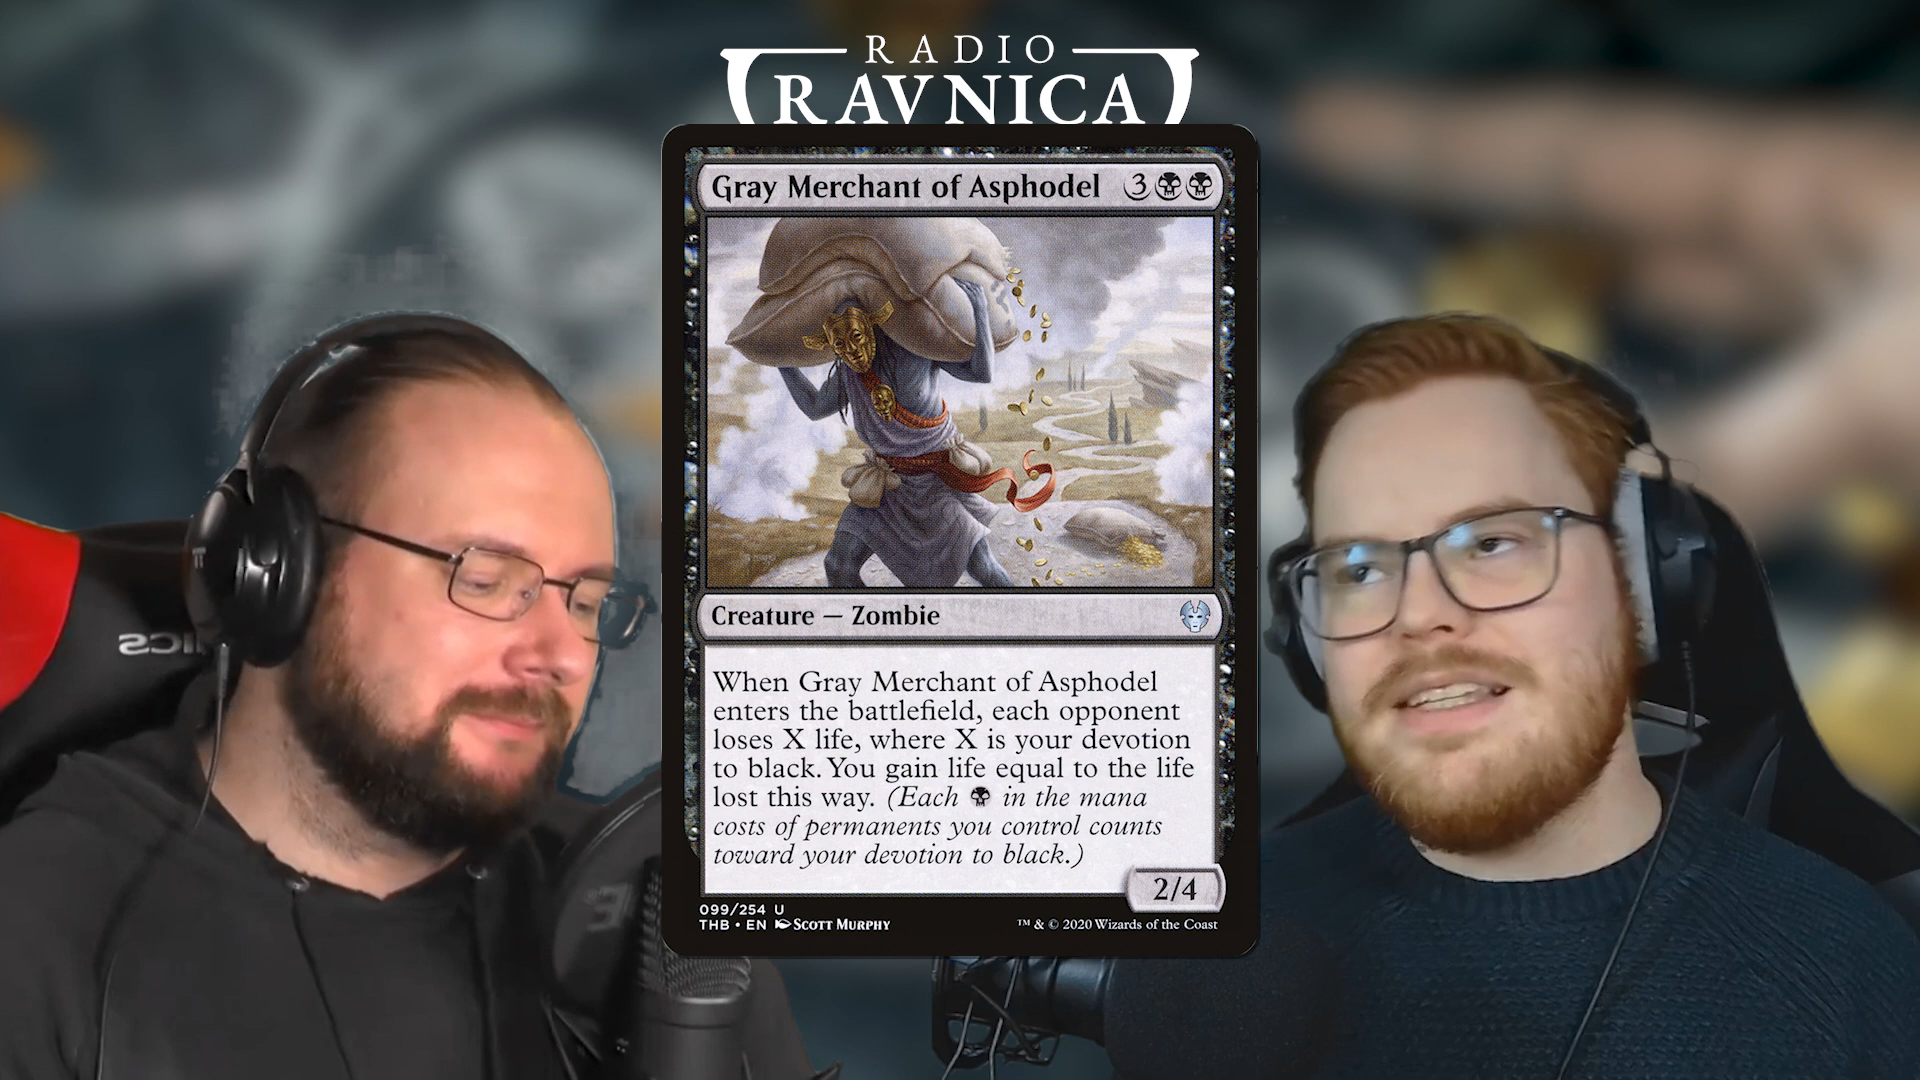 RADIO
RAVNICA
Gray Merchant of Asphodel 3
Creature — Zombie
When Gray Merchant of Asphodel
enters the battlefield, each opponent
loses X life, where X is your devotion
to black. You gain life equal to the life
lost this way. (Each in the mana
costs of permanents you control counts
toward your devotion to black.)
2/4
099/254 U
THB • EN Scott Murphy
™ & © 2020 Wizards of the Coast